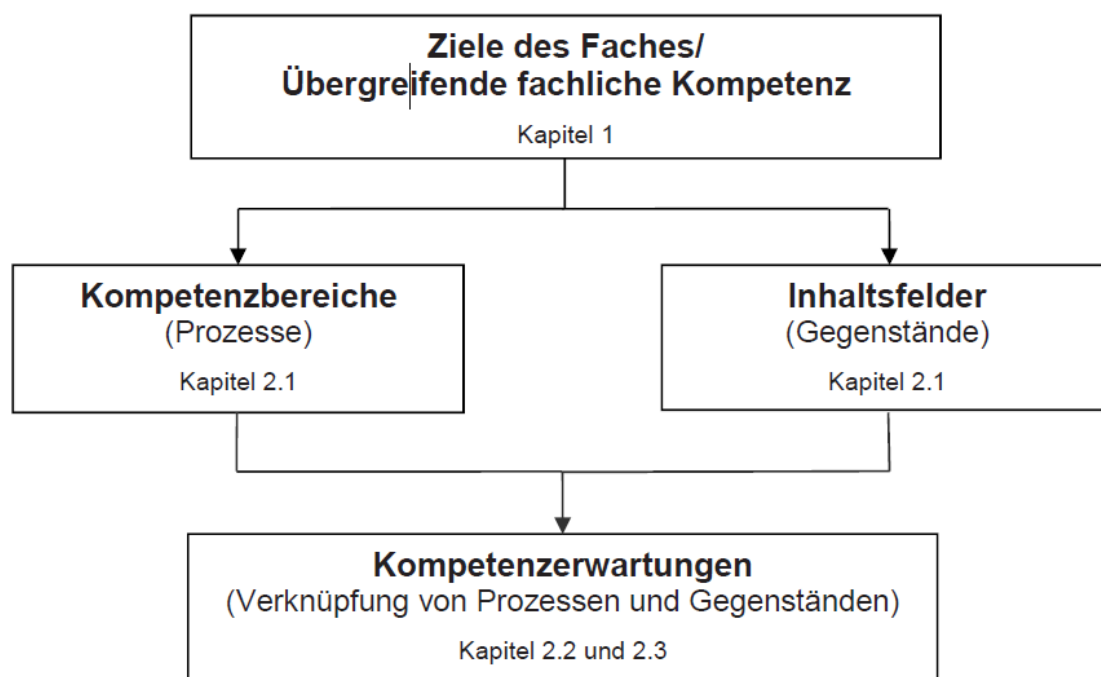 Ziele des Faches/
Übergreifende fachliche Kompetenz
Kapitel 1
Kompetenzbereiche
(Prozesse)
Kapitel 2.1
Inhaltsfelder
(Gegenstände)
Kapitel 2.1
Kompetenzerwartungen
(Verknüpfung von Prozessen und Gegenständen)
Kapitel 2.2 und 2.3